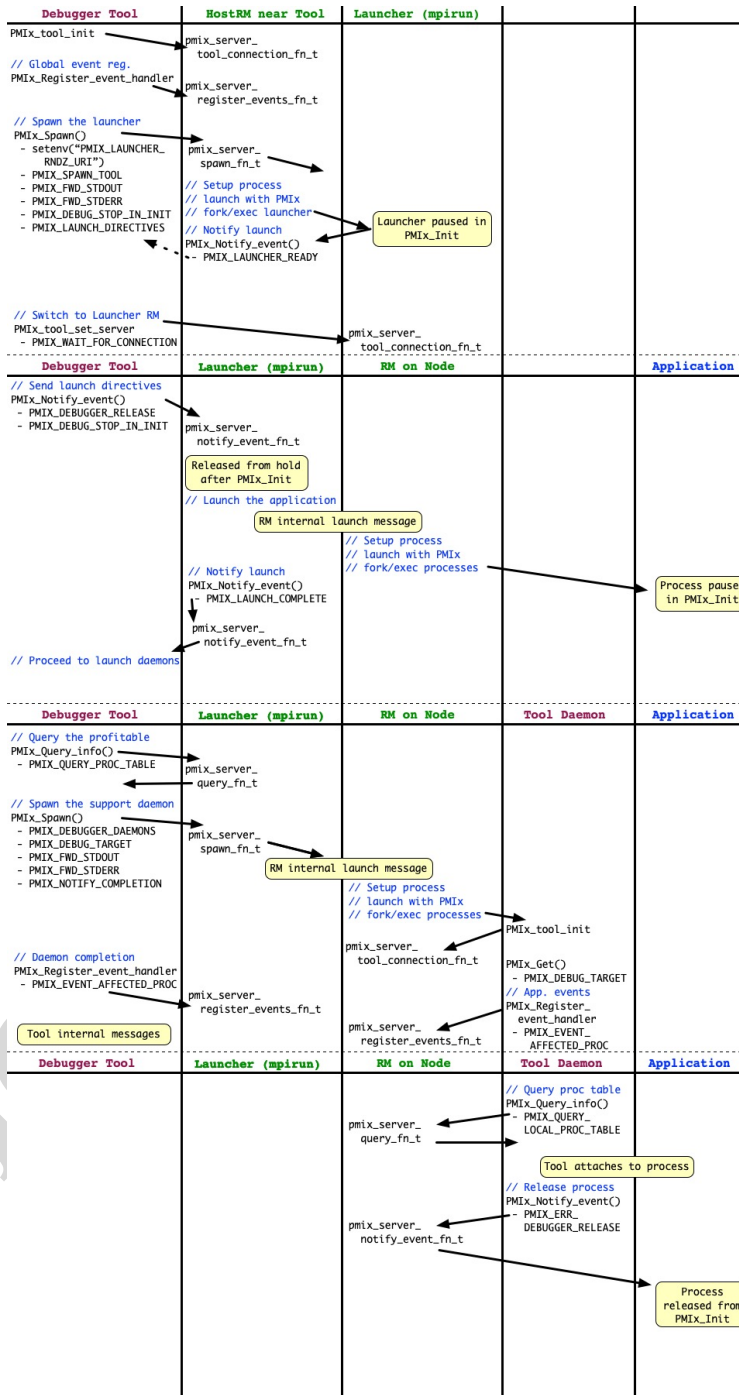 Debugger Tool
HostRM near Tool
Launcher (mpirun)
PMIx_tool_init
pmix_server_
tool_connection_fn_t
// Global event reg.
PMIx_Register_event_handler
pmix_server_
register_events_fn_t
// Spawn the launcher
PMIx_Spawn()
- setenv("PMIX_LAUNCHER_
RNDZ_URI")
- PMIX_SPAWN_TOOL
- PMIX_FWD_STDOUT
- PMIX_FWD_STDERR
- PMIX_DEBUG_STOP_IN_INIT
- PMIX_LAUNCH_DIRECTIVES
pmix_server_
spawn_fn_t
// Setup process
// launch with PMIx
// fork/exec launcher
// Notify launch
PMIx_Notify_event()
- PMIX_LAUNCHER_READY
Launcher paused in
PMIx_Init
// Switch to Launcher RM
PMIx_tool_set_server
- PMIX_WAIT_FOR_CONNECTION
pmix_server_
tool_connection_fn_t
Debugger Tool
Launcher (mpirun)
RM on Node
Application
// Send launch directives
PMIx_Notify_event()
- PMIX_DEBUGGER_RELEASE
- PMIX_DEBUG_STOP_IN_INIT
pmix_server_
notify_event_fn_t
Released from hold
after PMIx_Init
// Launch the application
RM internal launch message
// Setup process
// launch with PMIx
// fork/exec processes
Process paused
in PMIx_Init
// Notify launch
PMIx_Notify_event()
- PMIX_LAUNCH_COMPLETE
pmix_server_
notify_event_fn_t
// Proceed to launch daemons
Debugger Tool
Launcher (mpirun)
RM on Node
Tool Daemon
Application
// Query the profitable
PMIx_Query_info()
- PMIX_QUERY_PROC_TABLE
pmix_server_
query_fn_t
// Spawn the support daemon
PMIx_Spawn()
- PMIX_DEBUGGER_DAEMONS
- PMIX_DEBUG_TARGET
- PMIX_FWD_STDOUT
- PMIX_FWD_STDERR
- PMIX_NOTIFY_COMPLETION
pmix_server_
spawn_fn_t
RM internal launch message
// Setup process
// launch with PMIx
// fork/exec processes
PMIx_tool_init
pmix_server_
tool_connection_fn_t
// Daemon completion
PMIx_Register_event_handler
- PMIX_EVENT_AFFECTED_PROC
pmix_server_
register_events_fn_t
PMIx_Get()
- PMIX_DEBUG_TARGET
// App. events
PMIx_Register_
event_handler
- PMIX_EVENT_
AFFECTED_PROC
pmix_server_
register_events_fn_t
Tool internal messages
Debugger Tool
Launcher (mpirun)
RM on Node
Tool Daemon
Application
// Query proc table
PMIx_Query_info()
- PMIX_QUERY_
LOCAL_PROC_TABLE
pmix_server_
query_fn_t
Tool attaches to process
// Release process
PMIx_Notify_event()
- PMIX_ERR_
DEBUGGER_RELEASE
pmix_server_
notify_event_fn_t
Process
released from
PMIx_Init